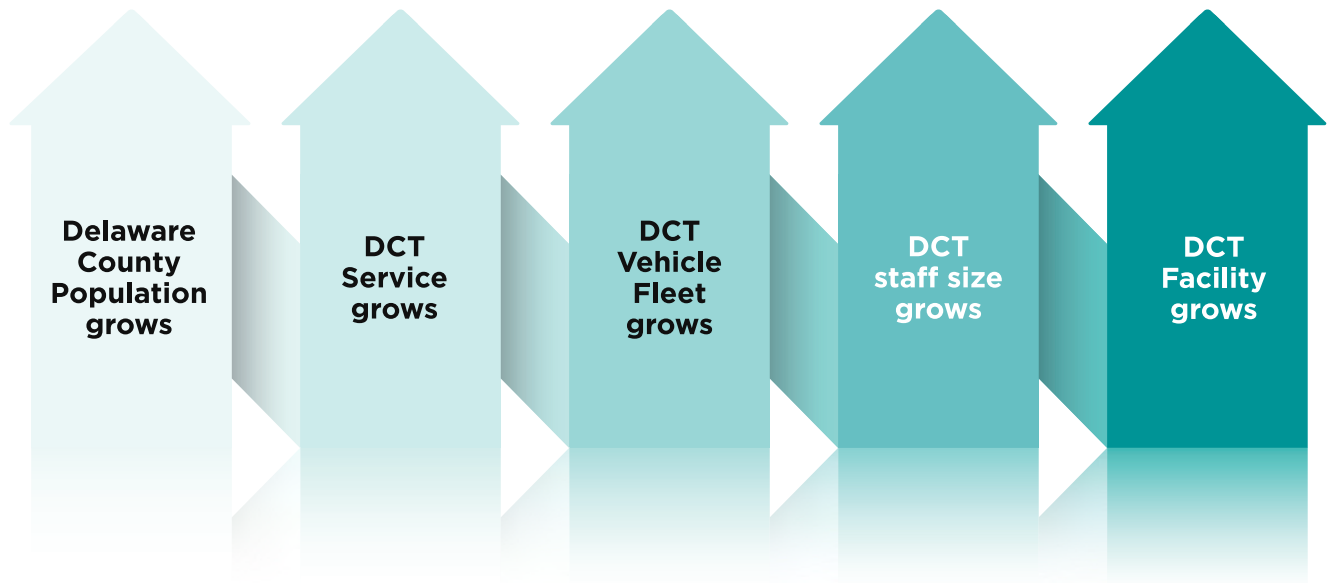 Delaware
County
Population
grows
DCT
Service
grows
DCT
Vehicle
Fleet
grows
DCT
staff size
grows
DCT
Facility
grows